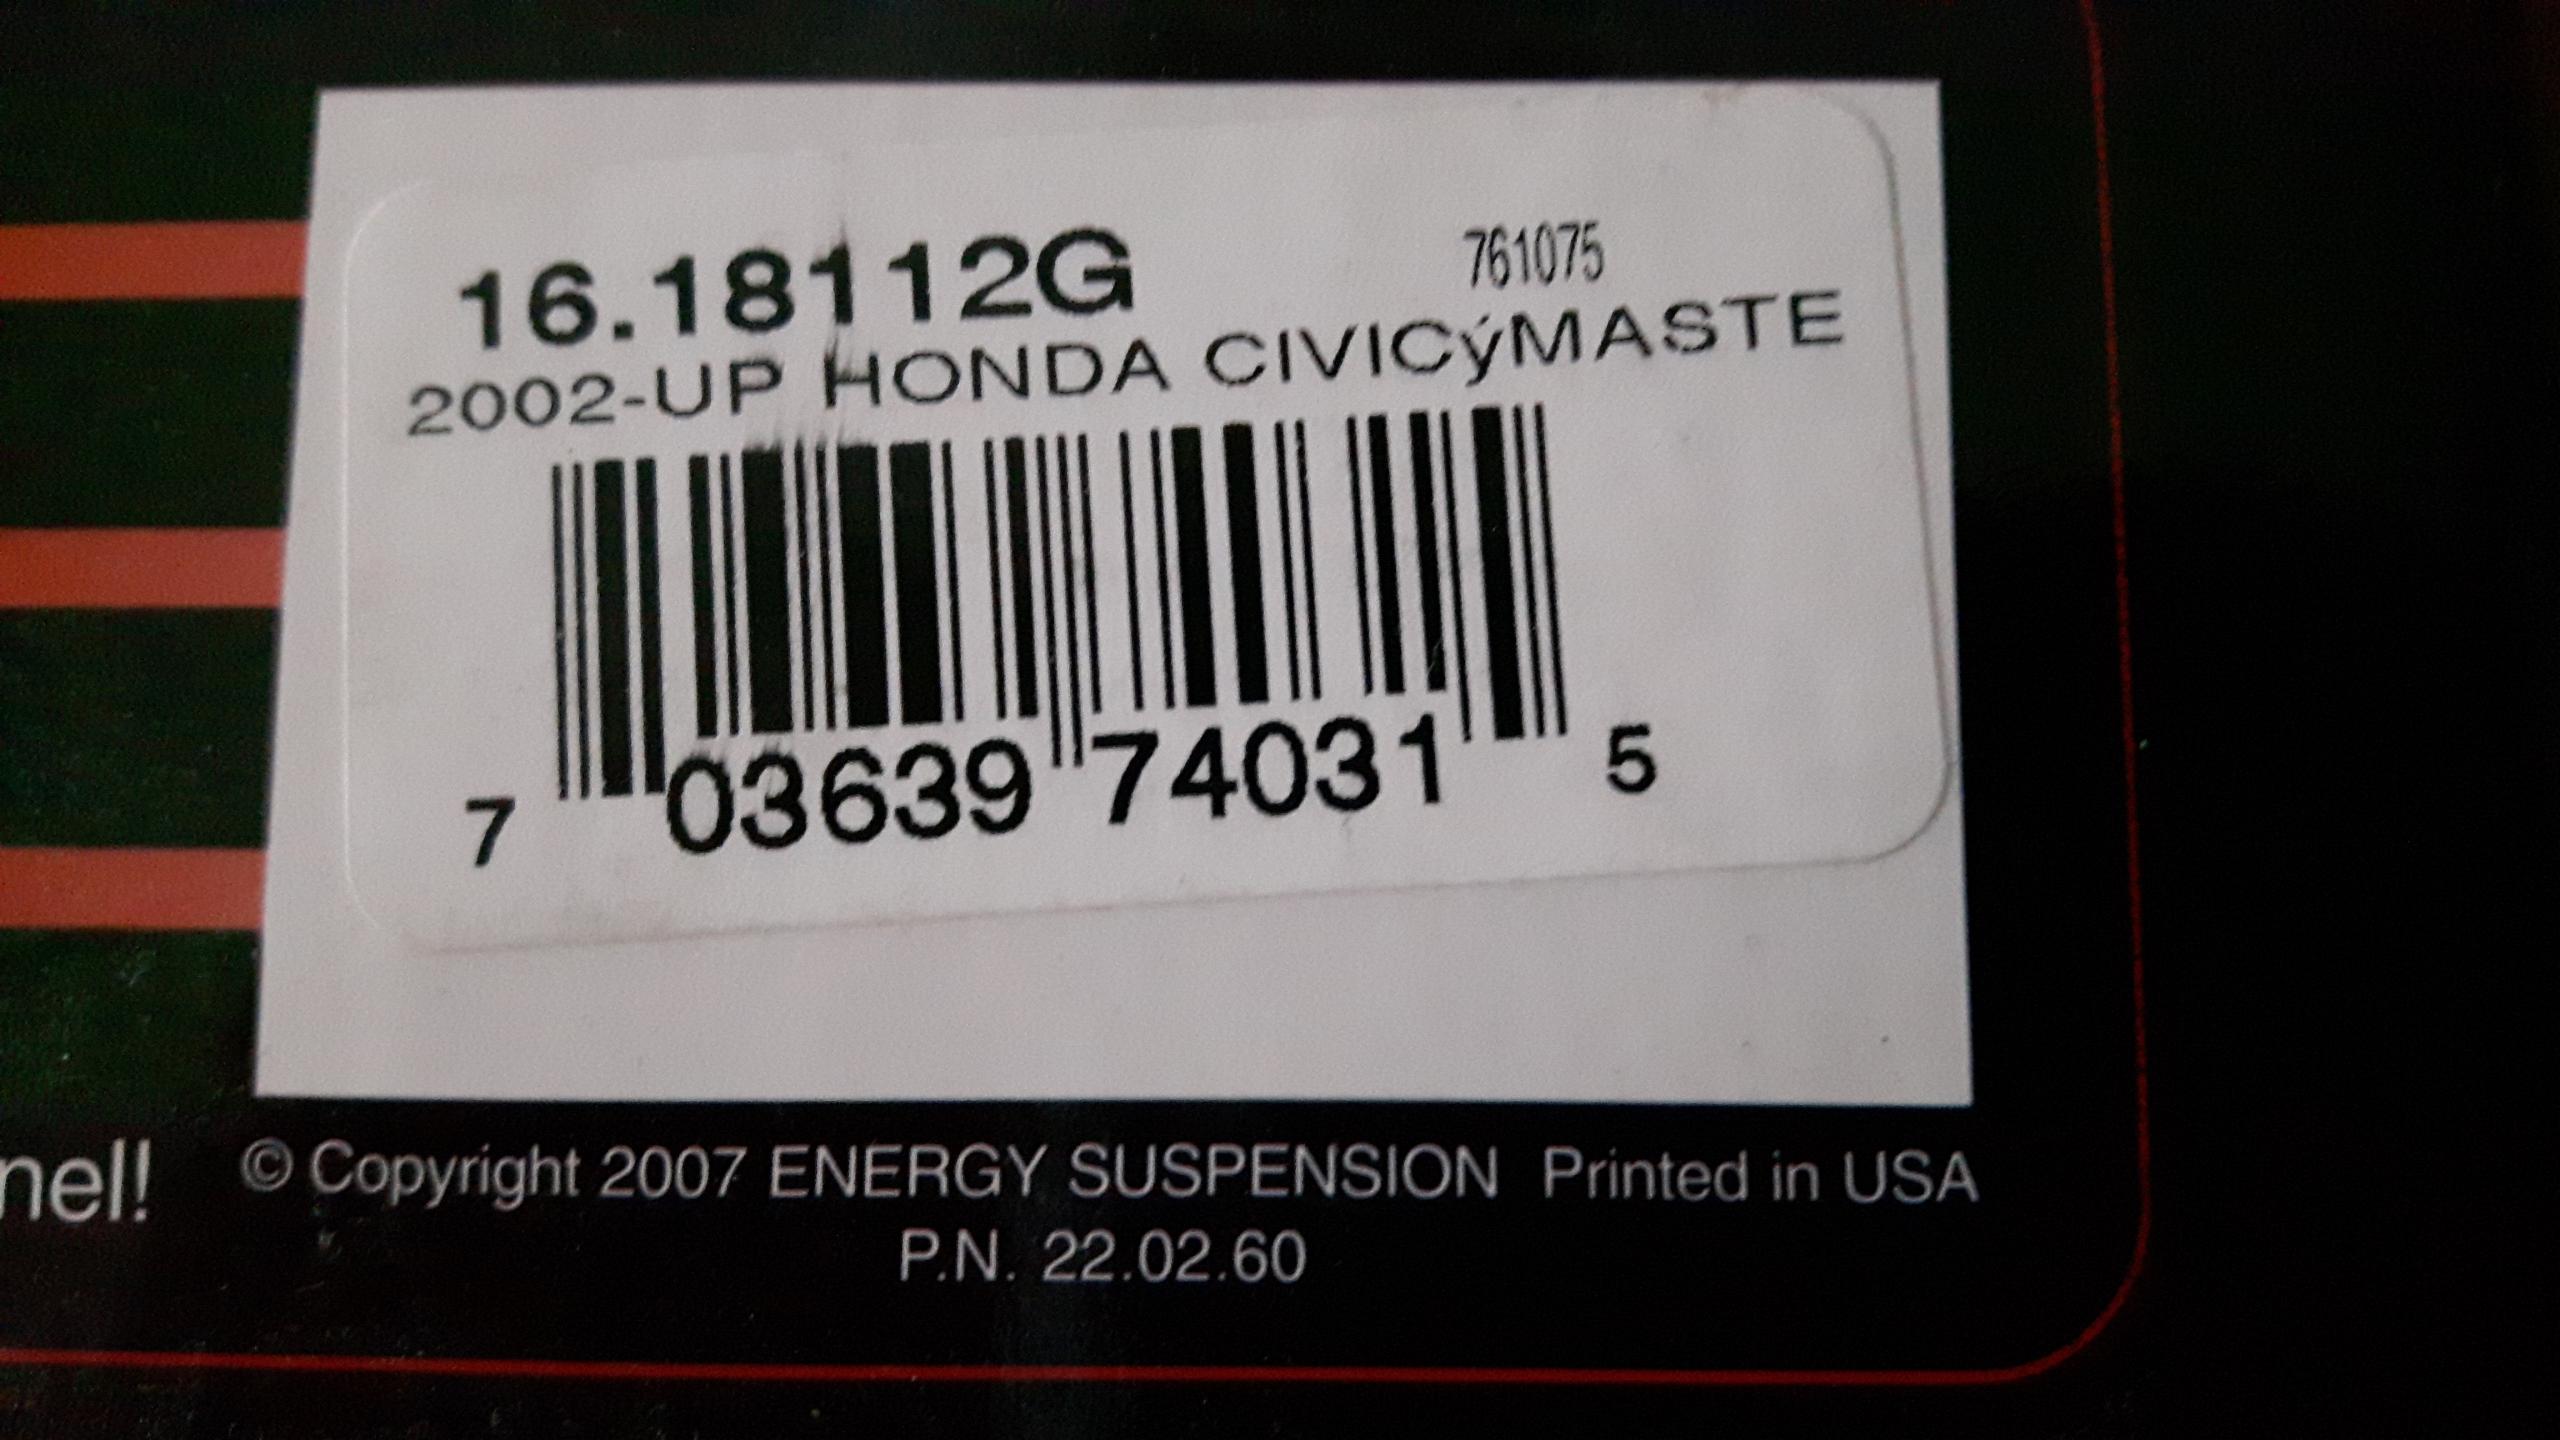 16.18112G 761075
2002-UP HONDA CIVICýMASTE
7 03639 74031 5
nel! © Copyright 2007 ENERGY SUSPENSION Printed in USA
P.N. 22.02.60